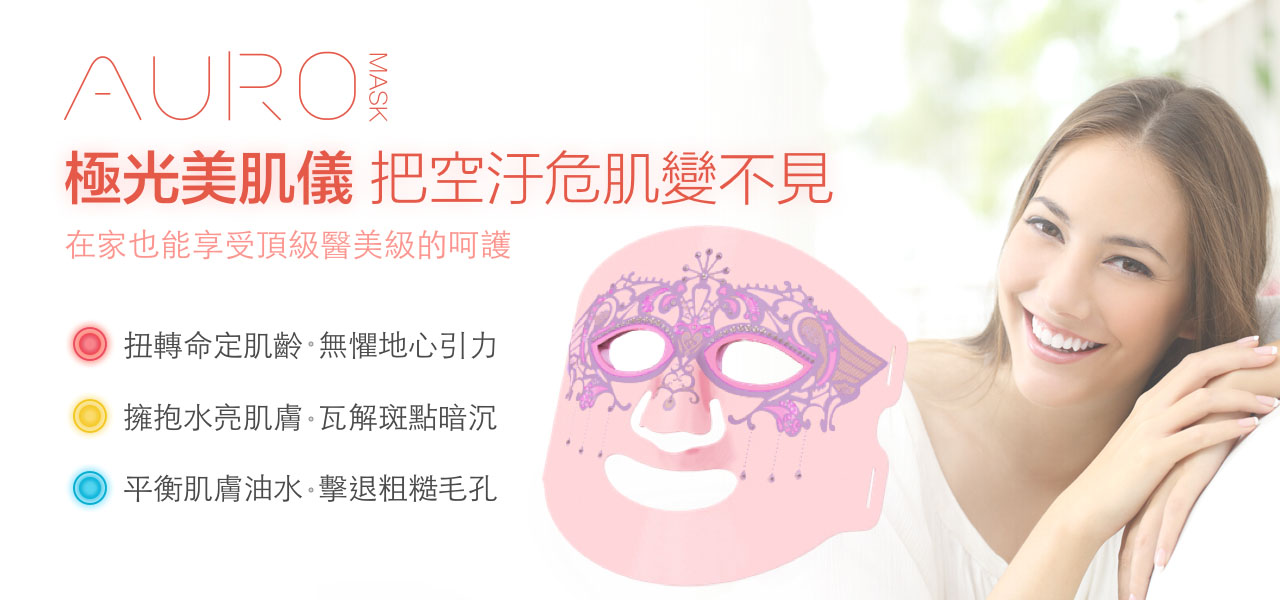 AURO MASK
極光美肌儀 把空汙危肌變不見
在家也能享受頂級醫美級的呵護
扭轉命定肌齡・無懼地心引力
擁抱水亮肌膚・瓦解斑點暗沉
平衡肌膚油水・擊退粗糙毛孔